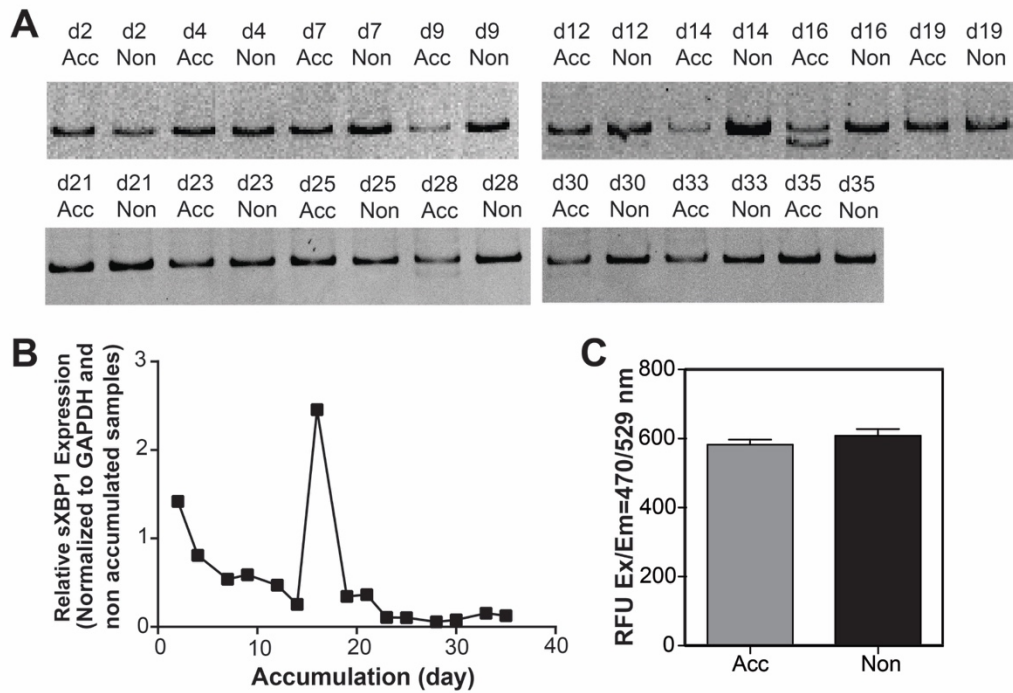 A
d2 d2 d4 d4 d7 d7 d9 d9
Acc Non Acc Non Acc Non Acc Non
d12 d12 d14 d14 d16 d16 d19 d19
Acc Non Acc Non Acc Non Acc Non
d21 d21 d23 d23 d25 d25 d28 d28
Acc Non Acc Non Acc Non Acc Non
d30 d30 d33 d33 d35 d35
Acc Non Acc Non Acc Non
B
Relative sXBP1 Expression
(Normalized to GAPDH and
non accumulated samples)
3
2
1
0
0 10 20 30 40
Accumulation (day)
C
RFU Ex/Em=470/529 nm
800
600
400
200
0
Acc Non